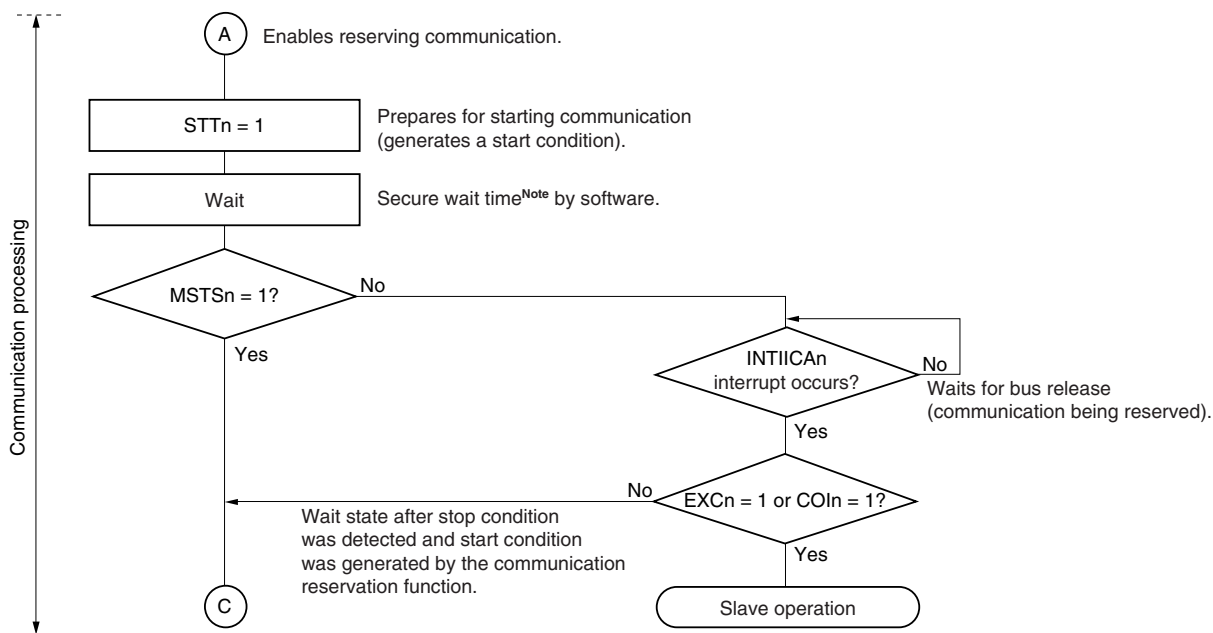 A Enables reserving communication.
STTn = 1
Prepares for starting communication
(generates a start condition).
Wait
Secure wait timeNote by software.
Communication processing
MSTSn = 1?
No
Yes
INTIICAn
interrupt occurs?
No
Waits for bus release
(communication being reserved).
Yes
EXCn = 1 or COIn = 1?
No
Wait state after stop condition
was detected and start condition
was generated by the communication
reservation function.
Yes
C
Slave operation